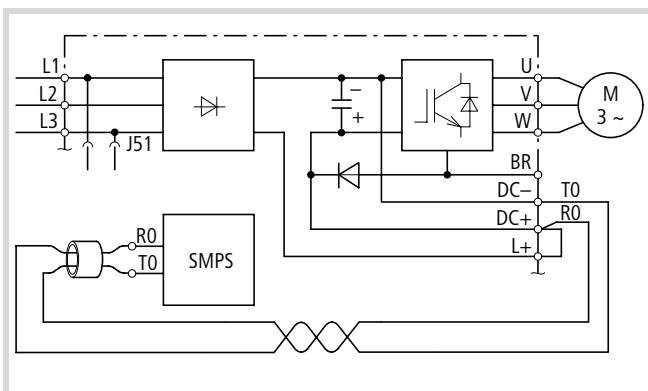 L1
L2
L3
J51
−
+
U
V
W
M
3 ~
BR
DC−
T0
DC+
R0
L+
R0
T0
SMPS